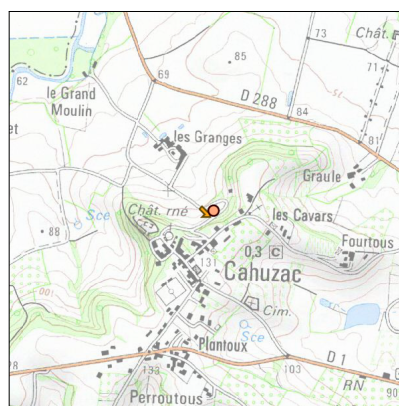 73
Chât.
85
71
62
le Grand
Moulin
69
D 288
84
et
les Granges
81
Graule
Chât. rné
Sce
les Cavars
88
0,3 C
Fourtous
131
Cahuzac
Cim.
Sce
Plantoux
D 1
133
103
RN
90
Perroutous